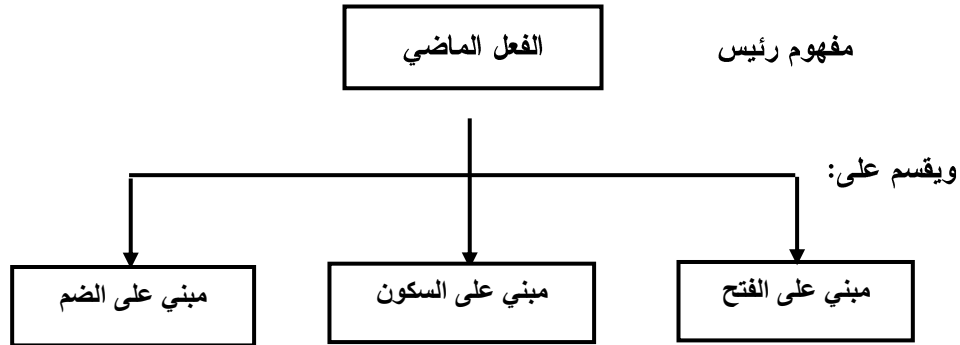 مفهوم رئيس
الفعل الماضي
ويقسم على:
مبني على الفتح
مبني على السكون
مبني على الضم